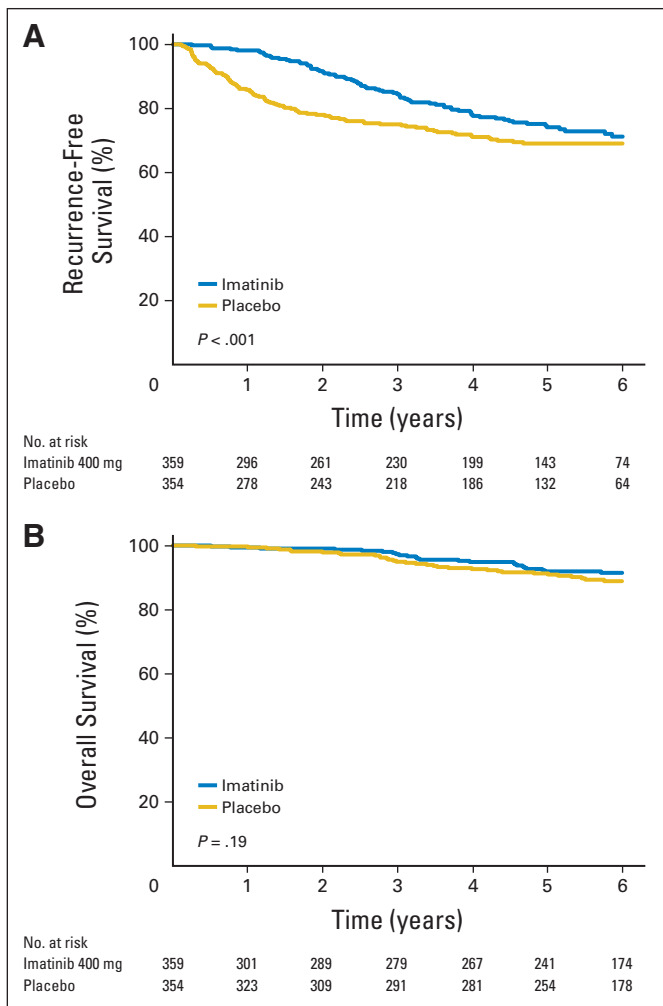 A
Recurrence-Free
Survival (%)
100
80
60
40
20
0
Imatinib
Placebo
P < .001
1 2 3 4 5 6
Time (years)
No. at risk
Imatinib 400 mg 359 296 261 230 199 143 74
Placebo 354 278 243 218 186 132 64
B
Overall Survival (%)
100
80
60
40
20
0
Imatinib
Placebo
P = .19
1 2 3 4 5 6
Time (years)
No. at risk
Imatinib 400 mg 359 301 289 279 267 241 174
Placebo 354 323 309 291 281 254 178